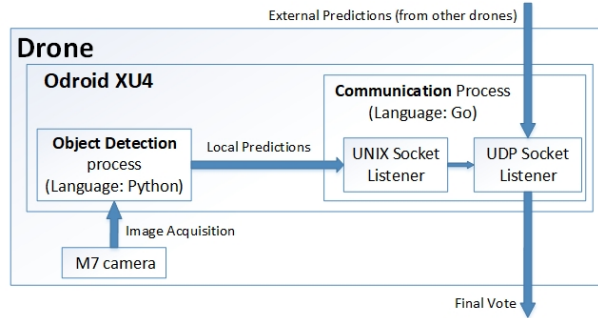 External Predictions (from other drones)
Drone
Odroid XU4
Communication Process
(Language: Go)
Object Detection
process
(Language: Python)
Local Predictions
UNIX Socket
Listener
UDP Socket
Listener
Image Acquisition
M7 camera
Final Vote